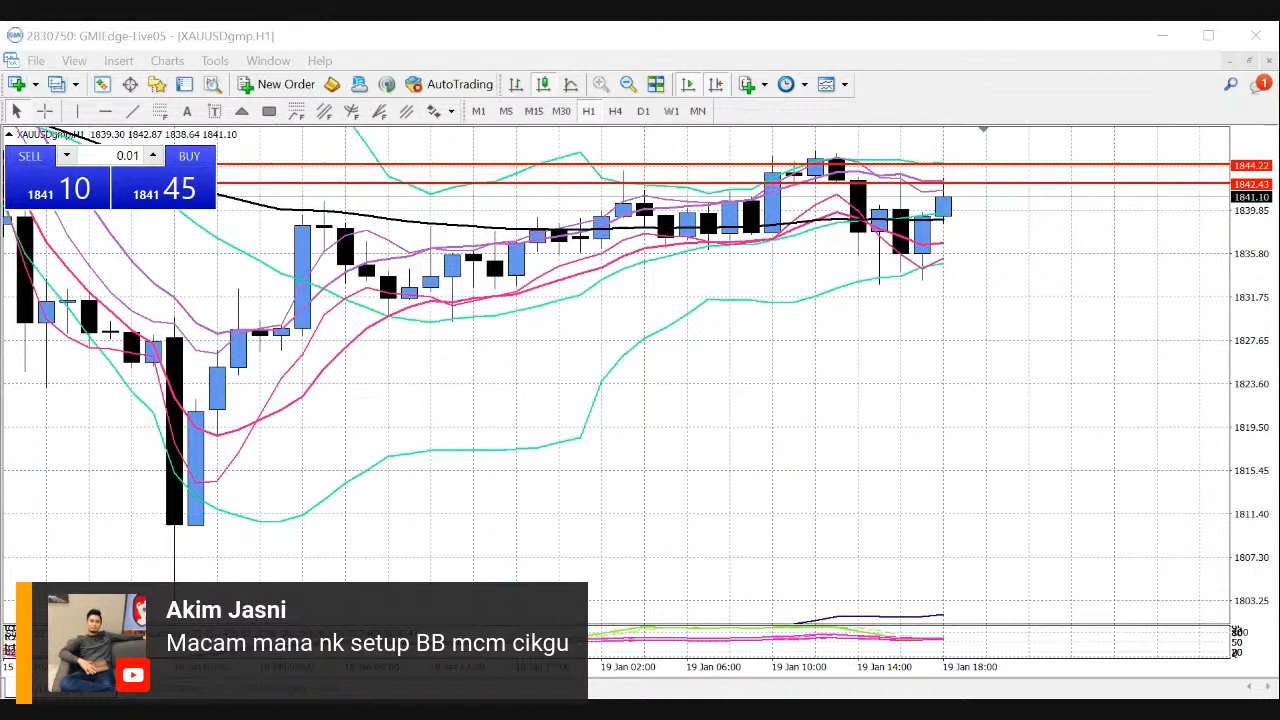 2830750: GMIEdge-Live05 - [XAUUSDgmp,H1]
File View Insert Charts Tools Window Help
New Order AutoTrading
A T M1 M5 M15 M30 H1 H4 D1 W1 MN
1
XAUUSDgmp,H1 1839.30 1842.87 1838.64 1841.10
SELL 0.01 BUY
1841 10 1841 45
1844.22
1842.43
1841.10
1839.85
1835.80
1831.75
1827.65
1823.60
1819.50
1815.45
1811.40
1807.30
1803.25
50
20
Akim Jasni
Macam mana nk setup BB mcm cikgu
15
19 Jan 02:00 19 Jan 06:00 19 Jan 10:00 19 Jan 14:00 19 Jan 18:00